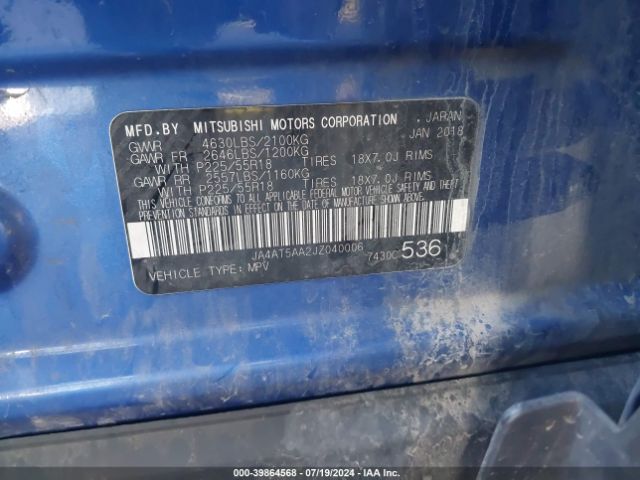 MFD.BY MITSUBISHI MOTORS CORPORATION, JAPAN
GVWR 4630LBS/2100KG JAN 2018
GAWR FR 2646LBS/1200KG
WITH P225/55R18 TIRES 18X7.0J RIMS
GAWR RR 2557LBS/1160KG
WITH P225/55R18 TIRES 18X7.0J RIMS
THIS VEHICLE CONFORMS TO ALL APPLICABLE FEDERAL MOTOR VEHICLE SAFETY AND THEFT
PREVENTION STANDARDS IN EFFECT ON THE DATE OF MANUFACTURE SHOWN ABOVE.
JA4AT5AA2JZ040006
VEHICLE TYPE: MPV 7430C 536
000-39864568 - 07/19/2024 - IAA Inc.